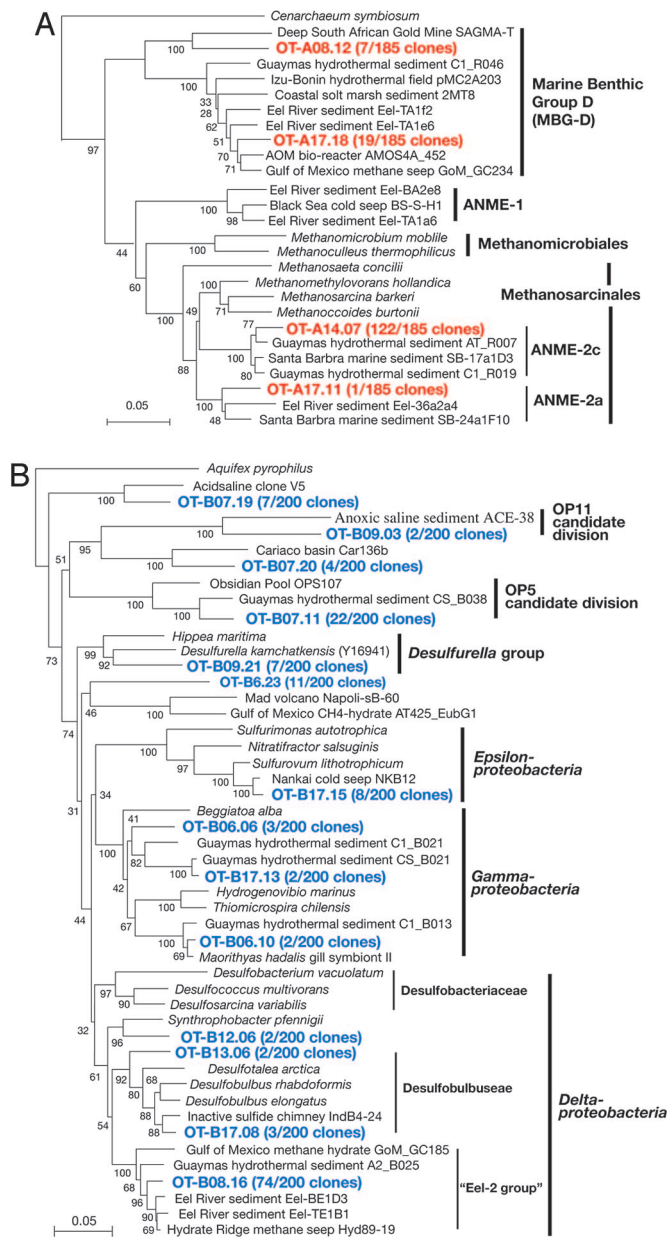 A
Cenarchaeum symbiosum
Deep South African Gold Mine SAGMA-T
100
OT-A08.12 (7/185 clones)
Guaymas hydrothermal sediment C1_R046
Izu-Bonin hydrothermal field pMC2A203
100
Coastal solt marsh sediment 2MT8
33
28
Eel River sediment Eel-TA1f2
62
Eel River sediment Eel-TA1e6
51
OT-A17.18 (19/185 clones)
97
70
AOM bio-reactor AMOS4A_452
71
Gulf of Mexico methane seep GoM_GC234
Marine Benthic
Group D
(MBG-D)
Eel River sediment Eel-BA2e8
100
Black Sea cold seep BS-S-H1
98
Eel River sediment Eel-TA1a6
ANME-1
44
Methanomicrobium moblile
100
Methanoculleus thermophilicus
Methanomicrobiales
60
Methanosaeta concilii
Methanomethylovorans hollandica
100
49
100
71
Methanosarcina barkeri
Methanosarcinales
Methanoccoides burtonii
77
OT-A14.07 (122/185 clones)
Guaymas hydrothermal sediment AT_R007
100
Santa Barbra marine sediment SB-17a1D3
ANME-2c
88
80
Guaymas hydrothermal sediment C1_R019
OT-A17.11 (1/185 clones)
100
Eel River sediment Eel-36a2a4
ANME-2a
48
Santa Barbra marine sediment SB-24a1F10
0.05
B
Aquifex pyrophilus
Acidsaline clone V5
100
OT-B07.19 (7/200 clones)
Anoxic saline sediment ACE-38
100
OT-B09.03 (2/200 clones)
OP11
candidate
division
51
95
Cariaco basin Car136b
100
OT-B07.20 (4/200 clones)
Obsidian Pool OPS107
100
Guaymas hydrothermal sediment CS_B038
100
OT-B07.11 (22/200 clones)
OP5
candidate division
73
Hippea maritima
99
Desulfurella kamchatkensis (Y16941)
92
OT-B09.21 (7/200 clones)
Desulfurella group
OT-B6.23 (11/200 clones)
74
46
Mad volcano Napoli-sB-60
100
Gulf of Mexico CH4-hydrate AT425_EubG1
Sulfurimonas autotrophica
100
Nitratifractor salsuginis
97
Sulfurovum lithotrophicum
100
Nankai cold seep NKB12
100
OT-B17.15 (8/200 clones)
Epsilon-
proteobacteria
34
31
Beggiatoa alba
41
OT-B06.06 (3/200 clones)
100
Guaymas hydrothermal sediment C1_B021
82
Guaymas hydrothermal sediment CS_B021
100
OT-B17.13 (2/200 clones)
42
Hydrogenovibio marinus
100
Thiomicrospira chilensis
67
Guaymas hydrothermal sediment C1_B013
100
OT-B06.10 (2/200 clones)
69
Maorithyas hadalis gill symbiont II
Gamma-
proteobacteria
44
Desulfobacterium vacuolatum
97
Desulfococcus multivorans
90
Desulfosarcina variabilis
Desulfobacteriaceae
32
Synthrophobacter pfennigii
96
OT-B12.06 (2/200 clones)
61
OT-B13.06 (2/200 clones)
92
Desulfotalea arctica
68
80
Desulfobulbus rhabdoformis
Desulfobulbus elongatus
88
Inactive sulfide chimney IndB4-24
88
OT-B17.08 (3/200 clones)
Desulfobulbuseae
54
Gulf of Mexico methane hydrate GoM_GC185
100
Guaymas hydrothermal sediment A2_B025
68
OT-B08.16 (74/200 clones)
96
Eel River sediment Eel-BE1D3
90
Eel River sediment Eel-TE1B1
69
Hydrate Ridge methane seep Hyd89-19
"Eel-2 group"
Delta-
proteobacteria
0.05